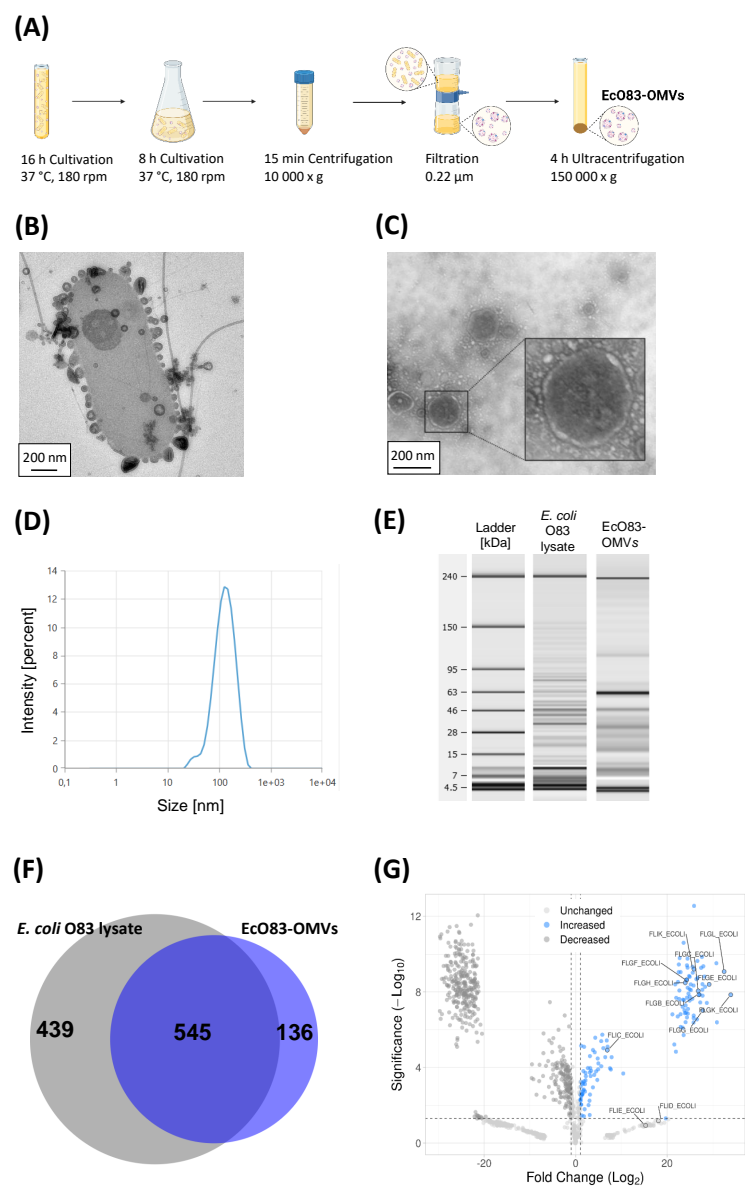 (A)
EcO83-OMVs
16 h Cultivation
37 °C, 180 rpm
8 h Cultivation
37 °C, 180 rpm
15 min Centrifugation
10 000 x g
Filtration
0.22 µm
4 h Ultracentrifugation
150 000 x g
(B)
200 nm
(C)
200 nm
(D)
Intensity [percent]
14
12
10
8
6
4
2
0
0,1
1
10
100
1e+03
1e+04
Size [nm]
(E)
Ladder
[kDa]
E. coli
O83
lysate
EcO83-
OMVs
240
150
95
63
46
28
15
7
4.5
(F)
E. coli O83 lysate
EcO83-OMVs
439
545
136
(G)
Unchanged
Increased
Decreased
Significance (−Log10)
12
8
4
0
FLIK_ECOLI
FLGL_ECOLI
FLGC_ECOLI
FLGF_ECOLI
FLGE_ECOLI
FLGH_ECOLI
FLGB_ECOLI
FLGK_ECOLI
FLGG_ECOLI
FLIC_ECOLI
FLIE_ECOLI
FLID_ECOLI
-20
0
20
Fold Change (Log2)